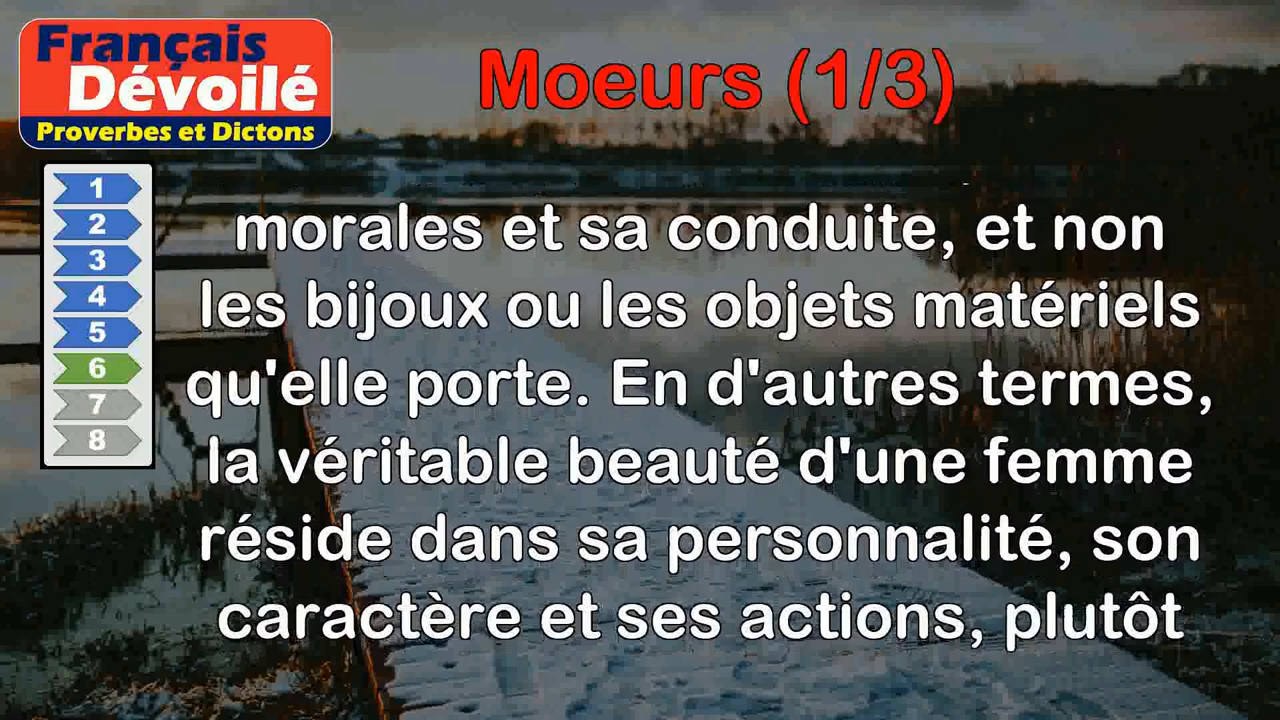 Français
Dévoilé
Proverbes et Dictons
Moeurs (1/3)
1
2
3
4
5
6
7
8
morales et sa conduite, et non
les bijoux ou les objets matériels
qu'elle porte. En d'autres termes,
la véritable beauté d'une femme
réside dans sa personnalité, son
caractère et ses actions, plutôt